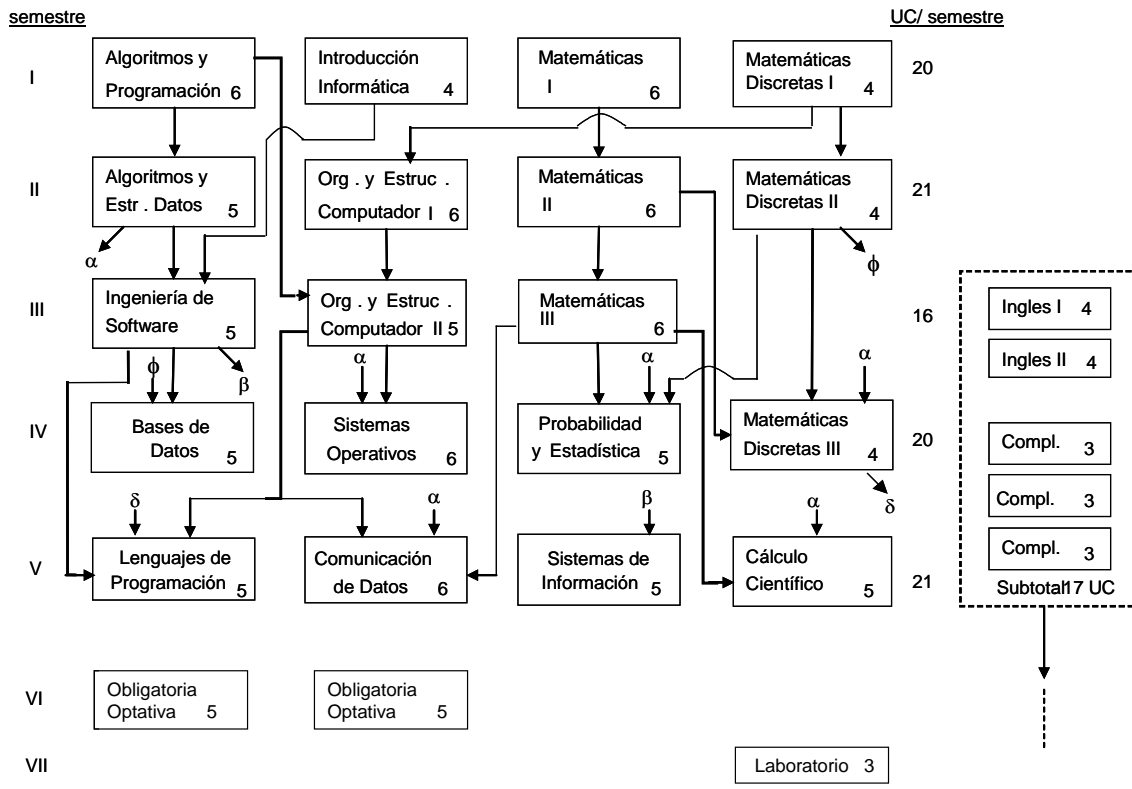 semestre
UC/ semestre
I
Algoritmos y
Programación 6
Introducción
Informática 4
Matemáticas
I 6
Matemáticas
Discretas I 4
20
II
Algoritmos y
Estr . Datos 5
Org . y Estruc .
Computador I 6
Matemáticas
II 6
Matemáticas
Discretas II 4
21
α
ϕ
III
Ingeniería de
Software 5
Org . y Estruc .
Computador II 5
Matemáticas
III 6
16
Ingles I 4
Ingles II 4
ϕ
β
α
α
α
IV
Bases de
Datos 5
Sistemas
Operativos 6
Probabilidad
y Estadística 5
Matemáticas
Discretas III 4
20
Compl. 3
Compl. 3
Compl. 3
δ
δ
α
β
α
V
Lenguajes de
Programación 5
Comunicación
de Datos 6
Sistemas de
Información 5
Cálculo
Científico 5
21
Subtotal17 UC
VI
Obligatoria
Optativa 5
Obligatoria
Optativa 5
VII
Laboratorio 3